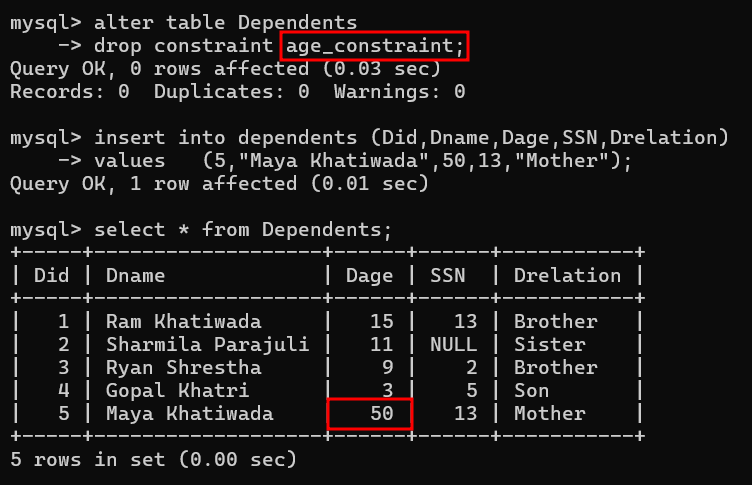 mysql> alter table Dependents
    -> drop constraint age_constraint;
Query OK, 0 rows affected (0.03 sec)
Records: 0  Duplicates: 0  Warnings: 0
mysql> insert into dependents (Did,Dname,Dage,SSN,Drelation)
    -> values   (5,"Maya Khatiwada",50,13,"Mother");
Query OK, 1 row affected (0.01 sec)
mysql> select * from Dependents;
+-----+-------------------+------+------+-----------+
| Did | Dname             | Dage | SSN  | Drelation |
+-----+-------------------+------+------+-----------+
|   1 | Ram Khatiwada     |   15 |   13 | Brother   |
|   2 | Sharmila Parajuli |   11 | NULL | Sister    |
|   3 | Ryan Shrestha     |    9 |    2 | Brother   |
|   4 | Gopal Khatri      |    3 |    5 | Son       |
|   5 | Maya Khatiwada    |   50 |   13 | Mother    |
+-----+-------------------+------+------+-----------+
5 rows in set (0.00 sec)